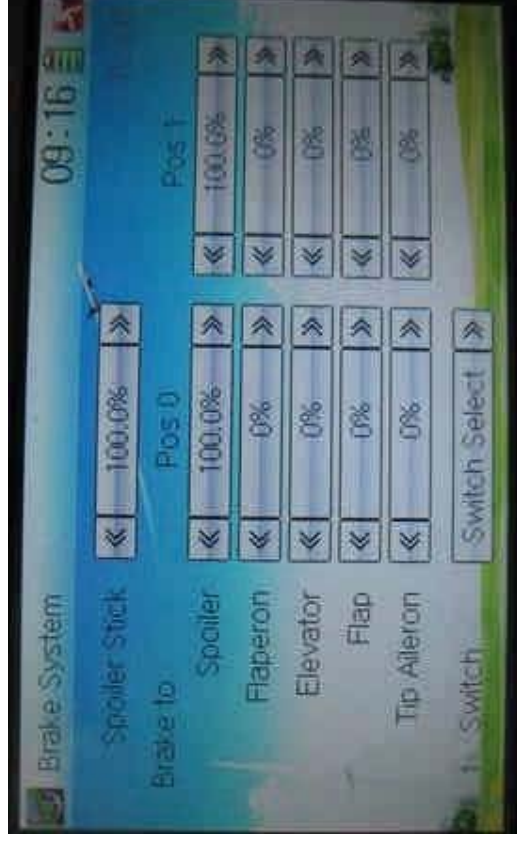 Brake System 09:16
Spoiler Stick 100.0%
Brake to Pos 0 Pos 1
Spoiler 100.0% 100.0%
Flaperon 0% 0%
Elevator 0% 0%
Flap 0% 0%
Tip Aileron 0% 0%
1: Switch Switch Select